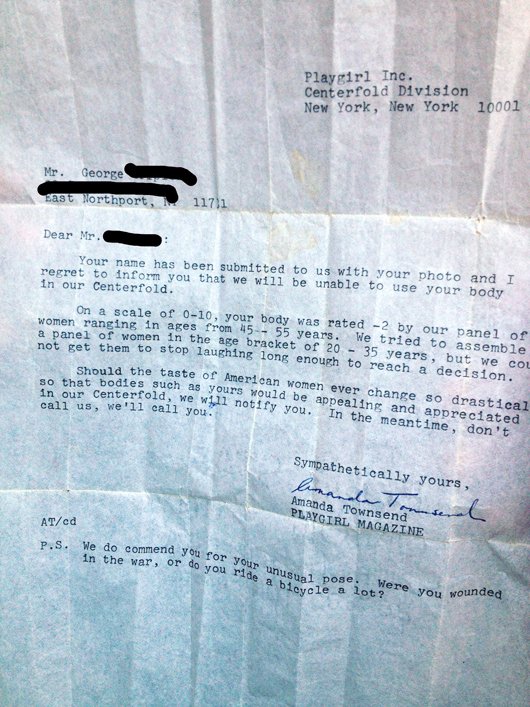 Playgirl Inc.
Centerfold Division
New York, New York 10001
Mr. George
East Northport, 11731
Dear Mr. :
Your name has been submitted to us with your photo and I
regret to inform you that we will be unable to use your body
in our Centerfold.
On a scale of 0-10, your body was rated -2 by our panel of
women ranging in ages from 45 - 55 years. We tried to assemble
a panel of women in the age bracket of 20 - 35 years, but we cou
not get them to stop laughing long enough to reach a decision.
Should the taste of American women ever change so drastical
so that bodies such as yours would be appealing and appreciated
in our Centerfold, we will notify you. In the meantime, don't
call us, we'll call you.
Sympathetically yours,
Amanda Townsend
Amanda Townsend
PLAYGIRL MAGAZINE
AT/cd
P.S. We do commend you for your unusual pose. Were you wounded
in the war, or do you ride a bicycle a lot?